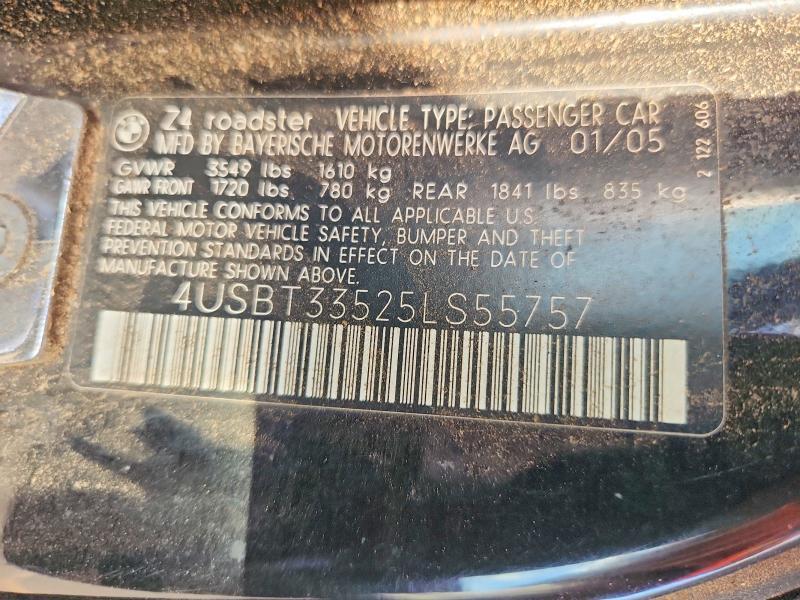 BMW Z4 roadster VEHICLE TYPE: PASSENGER CAR
MFD BY BAYERISCHE MOTORENWERKE AG 01/05
GVWR 3549 lbs 1610 kg
GAWR FRONT 1720 lbs. 780 kg REAR 1841 lbs 835 kg
THIS VEHICLE CONFORMS TO ALL APPLICABLE U.S.
FEDERAL MOTOR VEHICLE SAFETY, BUMPER AND THEFT
PREVENTION STANDARDS IN EFFECT ON THE DATE OF
MANUFACTURE SHOWN ABOVE.
4USBT33525LS55757
2 122 606